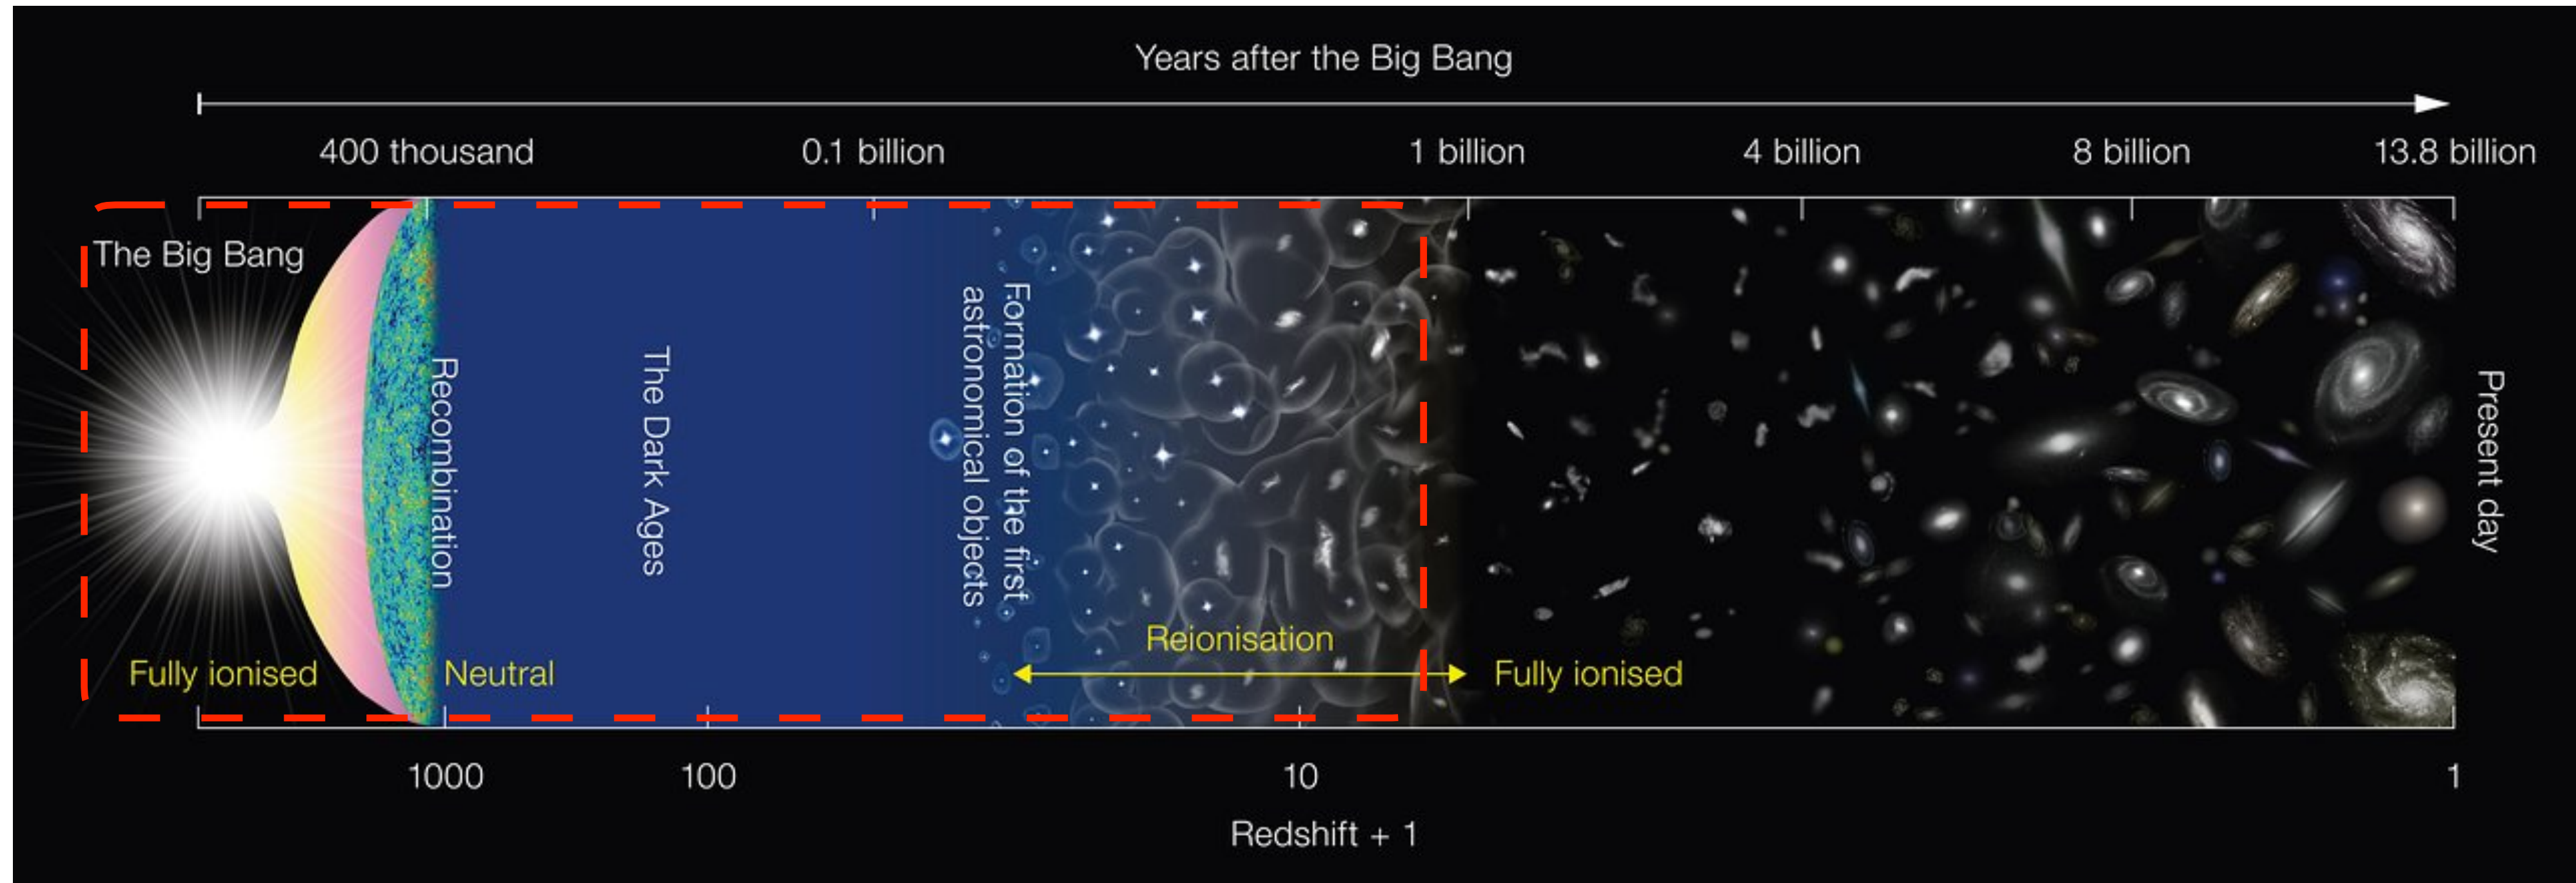 Years after the Big Bang
400 thousand
0.1 billion
1 billion
4 billion
8 billion
13.8 billion
The Big Bang
Recombination
The Dark Ages
Formation of the first
astronomical objects
Present day
Reionisation
Fully ionised
Neutral
Fully ionised
1000
100
10
1
Redshift + 1